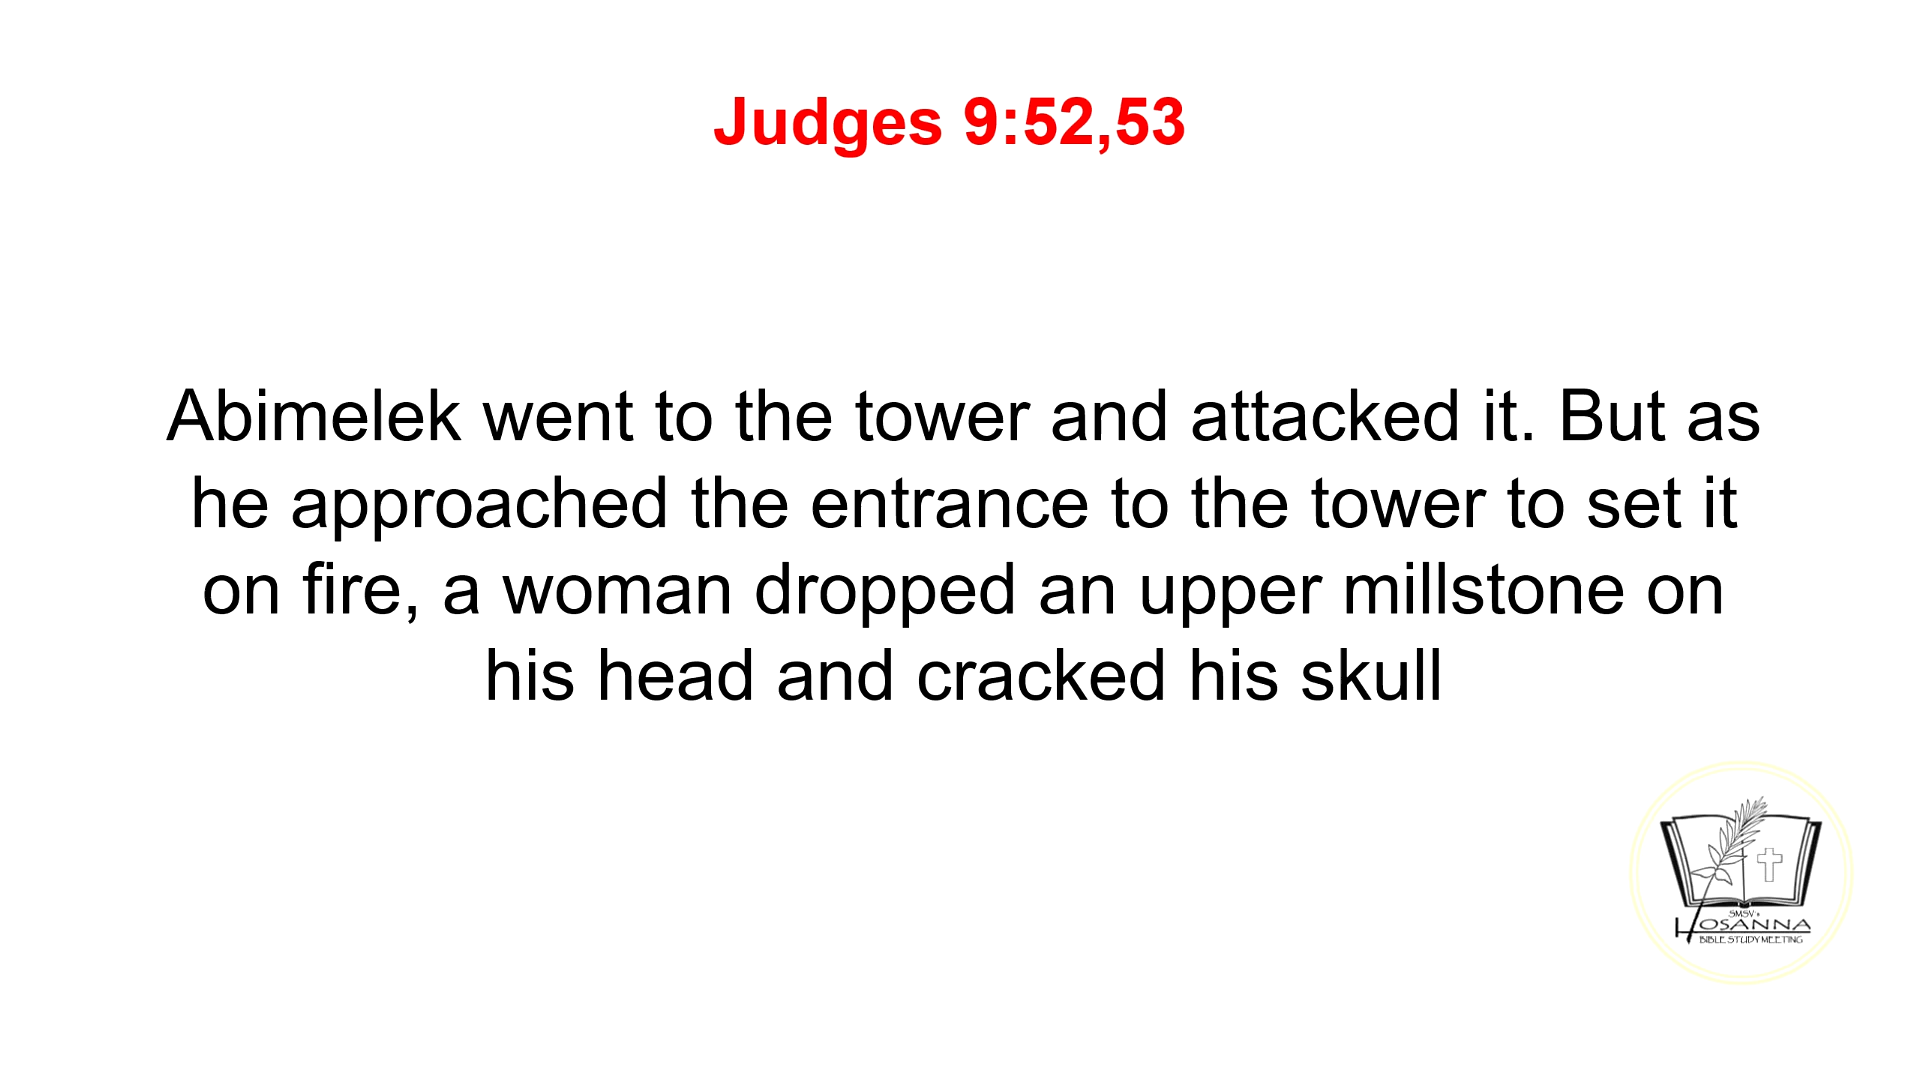 Judges 9:52,53
Abimelek went to the tower and attacked it. But as
he approached the entrance to the tower to set it
on fire, a woman dropped an upper millstone on
his head and cracked his skull
SMSV's
HOSANNA
BIBLE STUDY MEETING